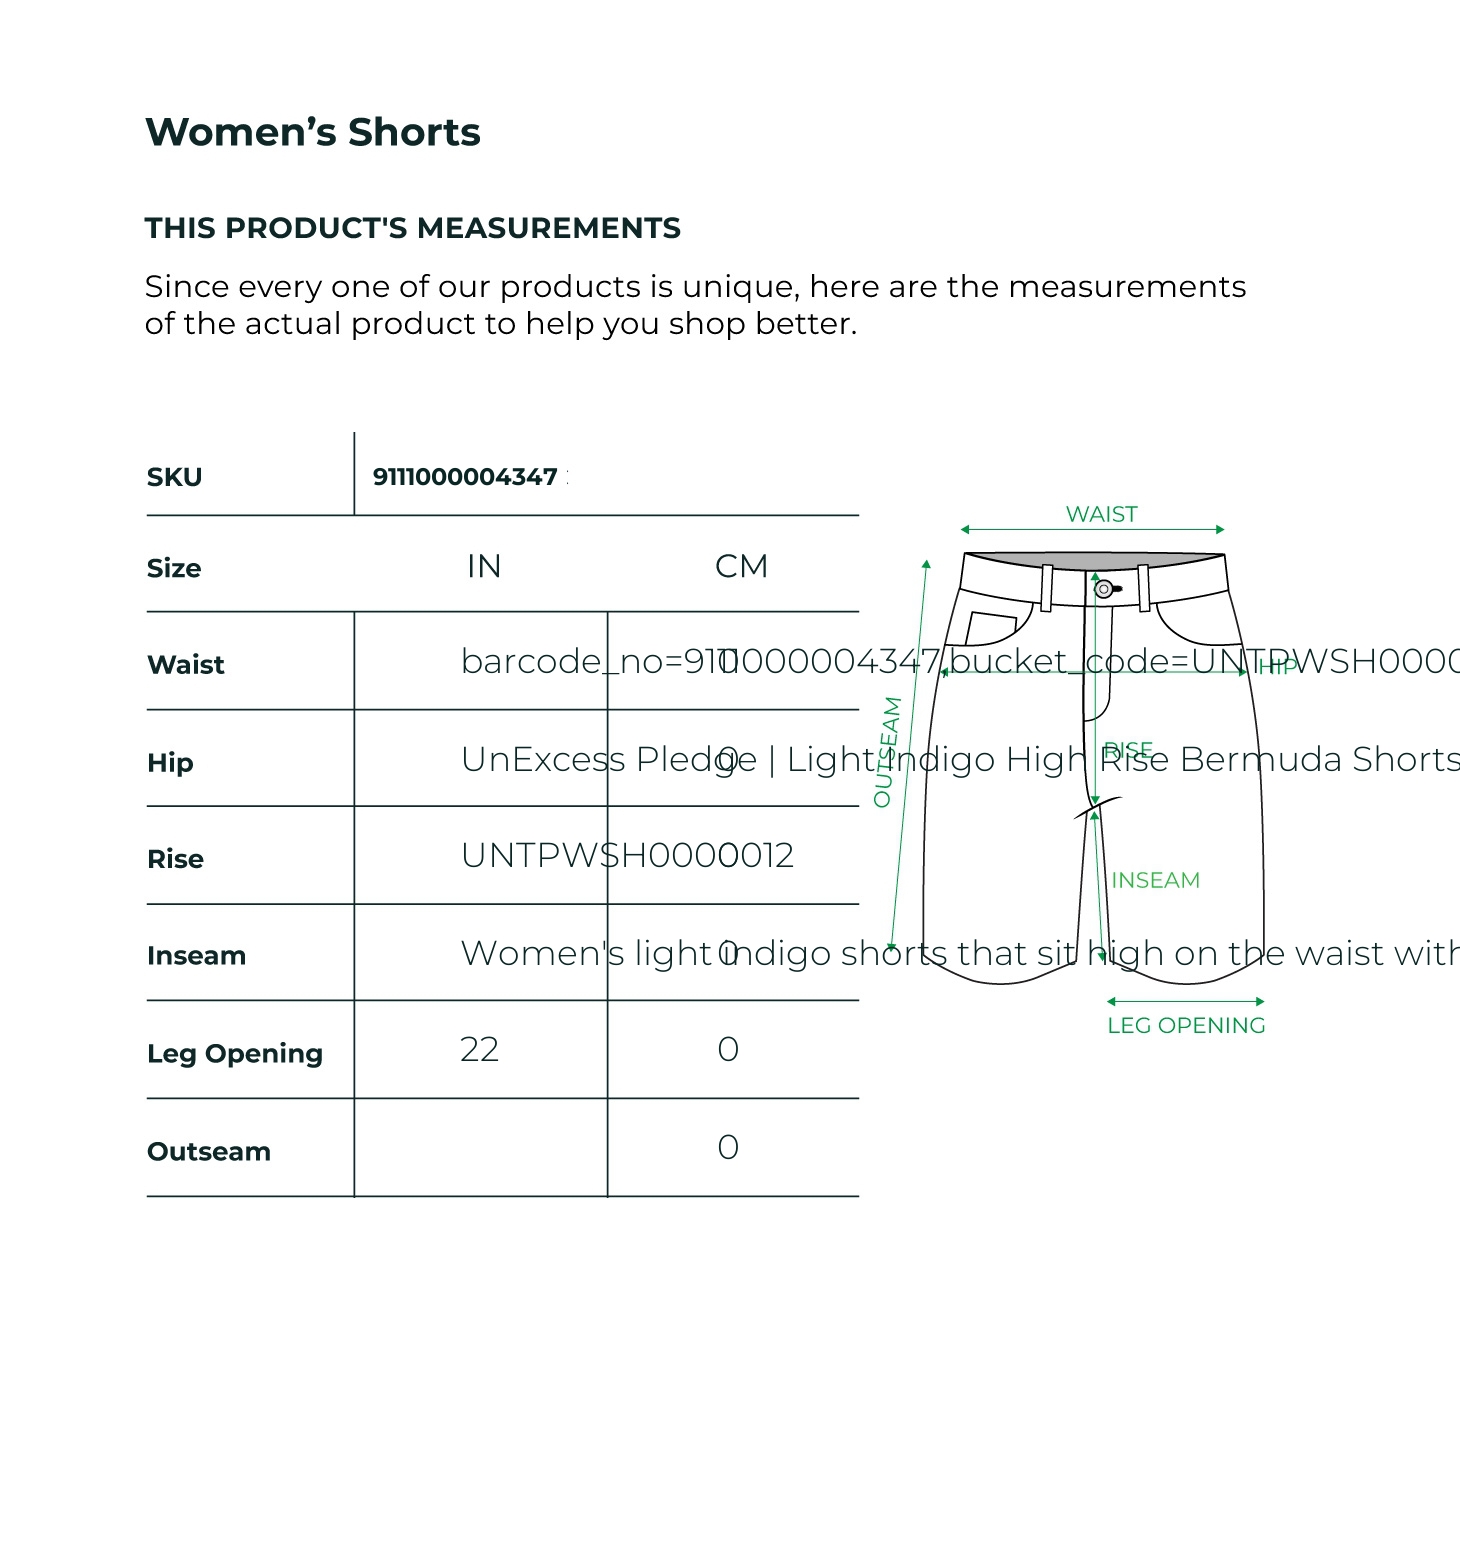 Women’s Shorts
THIS PRODUCT'S MEASUREMENTS
Since every one of our products is unique, here are the measurements
of the actual product to help you shop better.
SKU 9111000004347 :
Size IN CM
Waist barcode_no=9111000004347,bucket_code=UNTPWSH0000 0
Hip UnExcess Pledge | Light Indigo High Rise Bermuda Shorts 0
Rise UNTPWSH0000012 0
Inseam Women's light indigo shorts that sit high on the waist with 0
Leg Opening 22 0
Outseam 0
WAIST
HIP
OUTSEAM
RISE
INSEAM
LEG OPENING